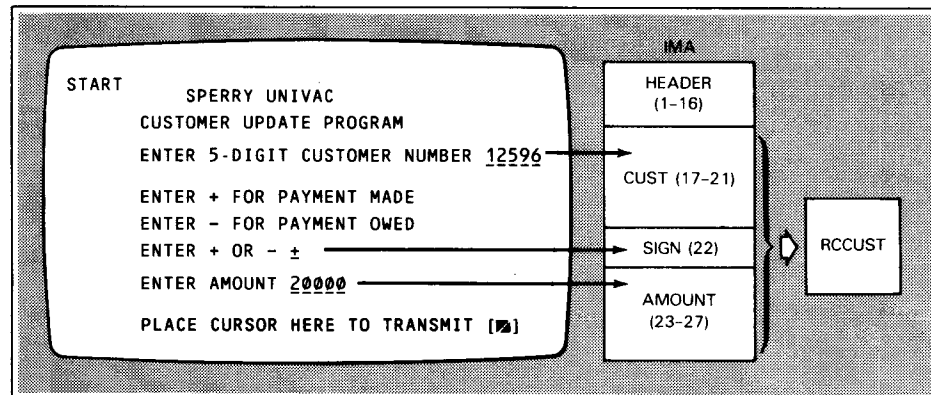 START
SPERRY UNIVAC
CUSTOMER UPDATE PROGRAM
ENTER 5-DIGIT CUSTOMER NUMBER 12596
ENTER + FOR PAYMENT MADE
ENTER - FOR PAYMENT OWED
ENTER + OR - +
ENTER AMOUNT 20000
PLACE CURSOR HERE TO TRANSMIT [ ]
IMA
HEADER
(1-16)
CUST (17-21)
SIGN (22)
AMOUNT
(23-27)
RCCUST